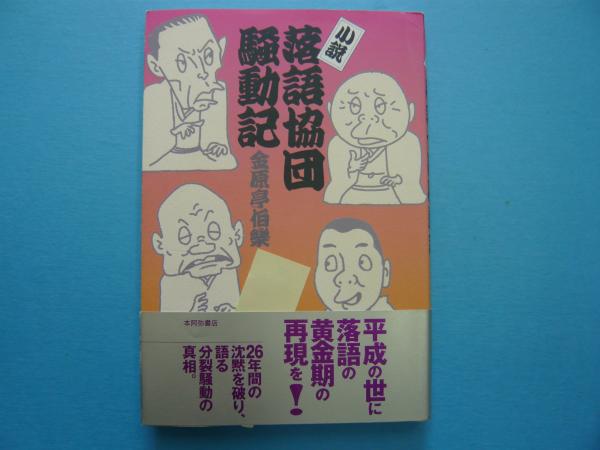 小説
落語協団
騒動記
金原亭伯楽
平成の世に
落語の
黄金期の
再現を!
26年間の
沈黙を破り、
語る
分裂騒動の
真相。
本阿弥書店